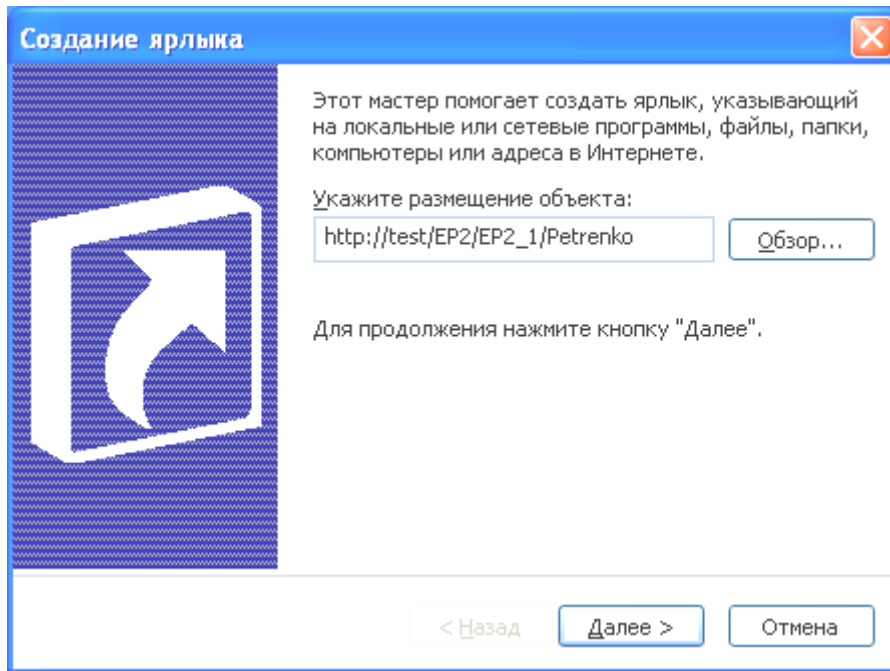 Создание ярлыка
Этот мастер помогает создать ярлык, указывающий
на локальные или сетевые программы, файлы, папки,
компьютеры или адреса в Интернете.
Укажите размещение объекта:
http://test/EP2/EP2_1/Petrenko
Обзор...
Для продолжения нажмите кнопку "Далее".
< Назад
Далее >
Отмена